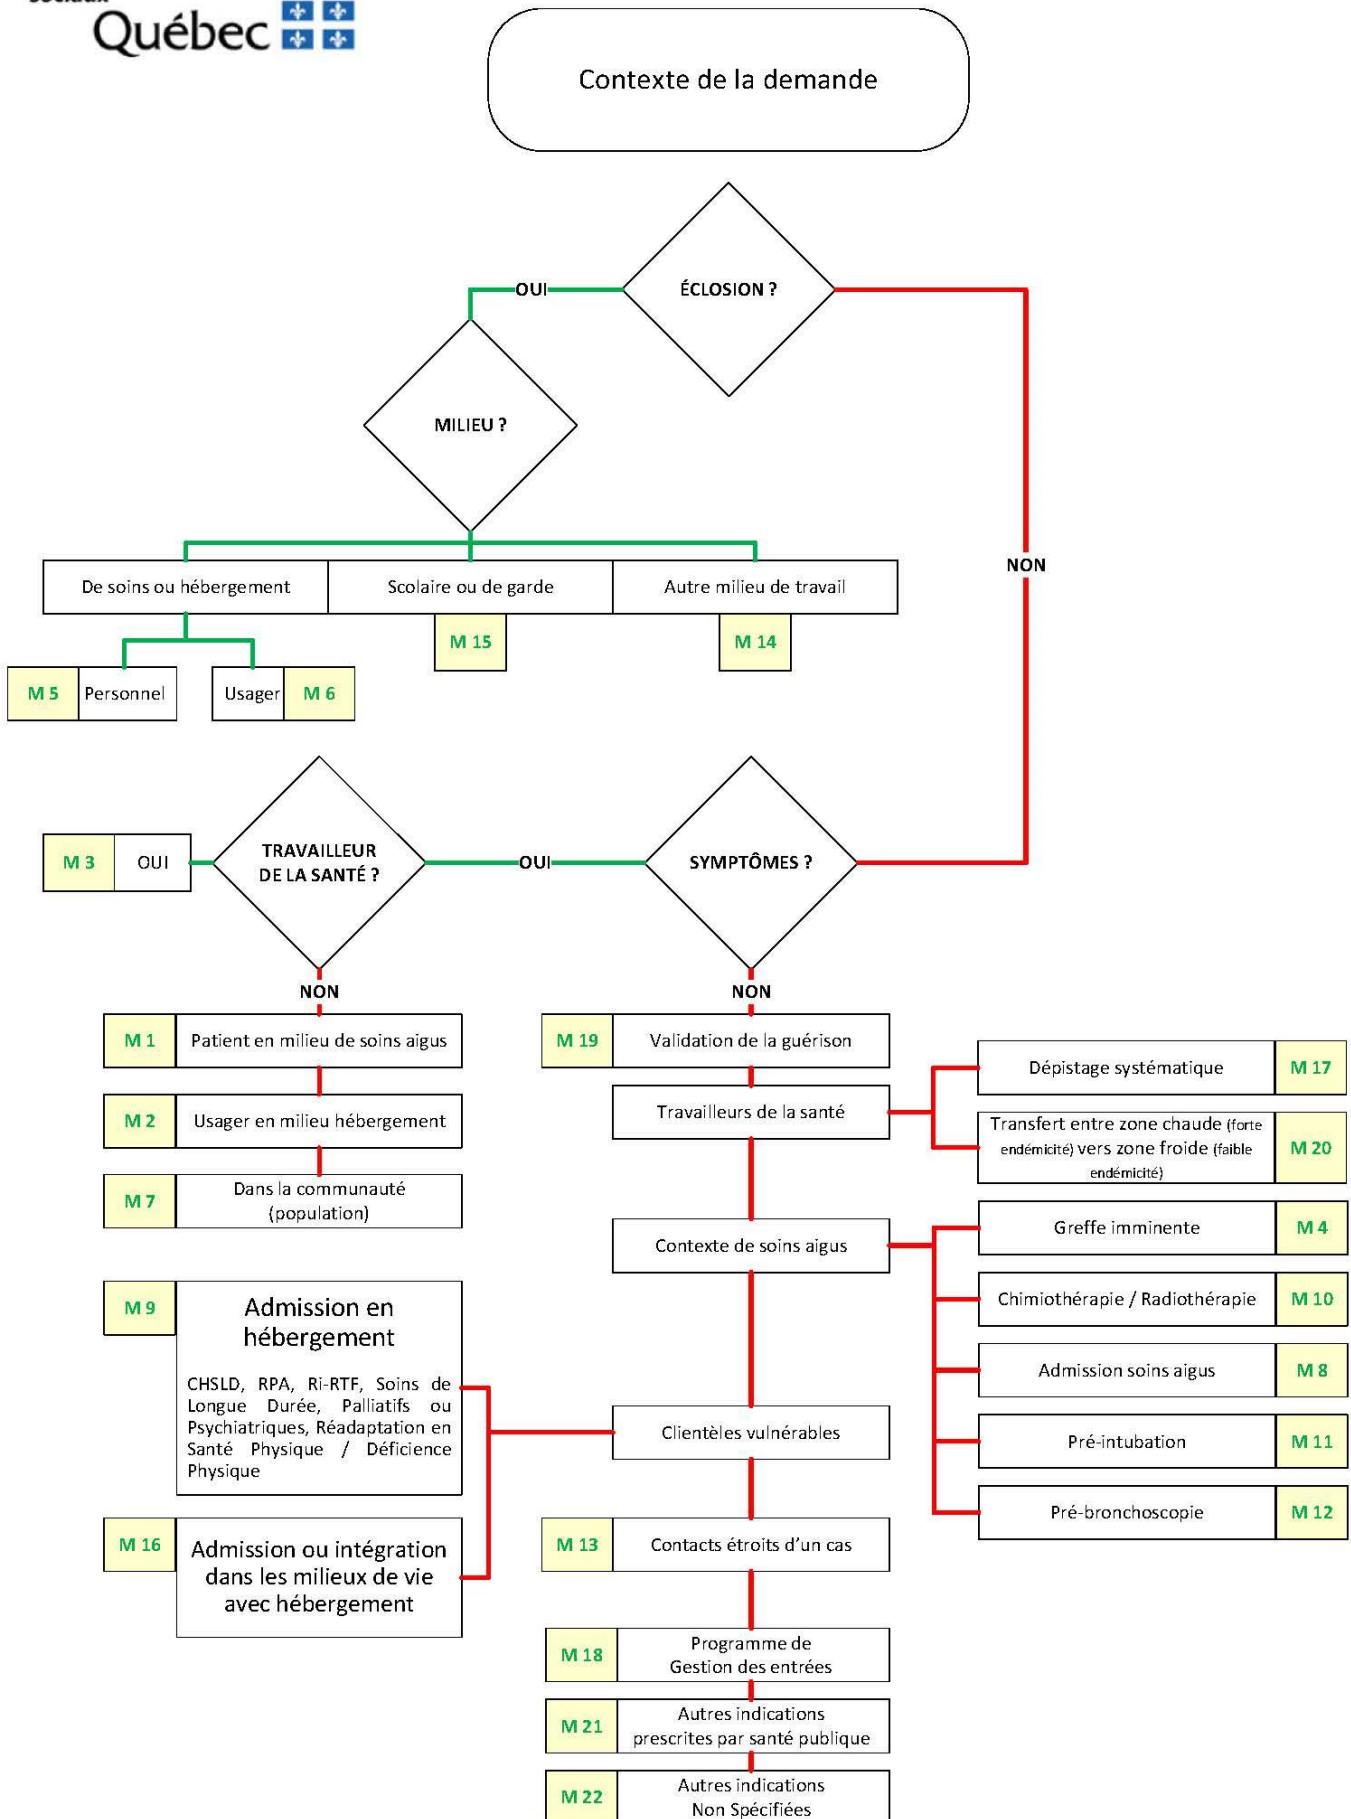 sociaux
Québec
Contexte de la demande
ÉCLOSION ?
OUI
MILIEU ?
NON
De soins ou hébergement
Scolaire ou de garde
Autre milieu de travail
M 15
M 14
M 5
Personnel
Usager
M 6
M 3
OUI
TRAVAILLEUR
DE LA SANTÉ ?
OUI
SYMPTÔMES ?
NON
NON
M 1
Patient en milieu de soins aigus
M 2
Usager en milieu hébergement
M 7
Dans la communauté
(population)
M 19
Validation de la guérison
Travailleurs de la santé
Dépistage systématique
M 17
Transfert entre zone chaude (forte
endémicité) vers zone froide (faible
endémicité)
M 20
Contexte de soins aigus
Greffe imminente
M 4
Chimiothérapie / Radiothérapie
M 10
Admission soins aigus
M 8
Pré-intubation
M 11
Pré-bronchoscopie
M 12
M 9
Admission en
hébergement
CHSLD, RPA, Ri-RTF, Soins de
Longue Durée, Palliatifs ou
Psychiatriques, Réadaptation en
Santé Physique / Déficience
Physique
Clientèles vulnérables
M 16
Admission ou intégration
dans les milieux de vie
avec hébergement
M 13
Contacts étroits d'un cas
M 18
Programme de
Gestion des entrées
M 21
Autres indications
prescrites par santé publique
M 22
Autres indications
Non Spécifiées